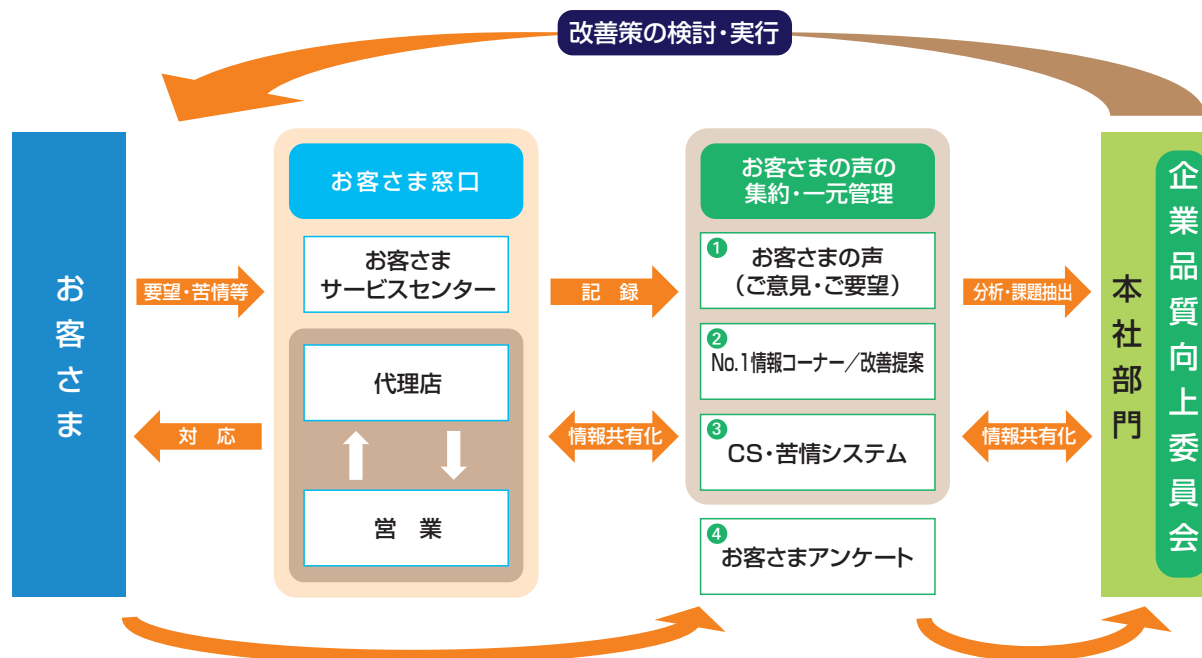 改善策の検討・実行
お客さま
要望・苦情等
対　応
お客さま窓口
お客さま
サービスセンター
代理店
営　業
記　録
情報共有化
お客さまの声の
集約・一元管理
1
お客さまの声
（ご意見・ご要望）
2
No.1情報コーナー／改善提案
3
CS・苦情システム
4
お客さまアンケート
分析・課題抽出
情報共有化
本社部門
企業品質向上委員会